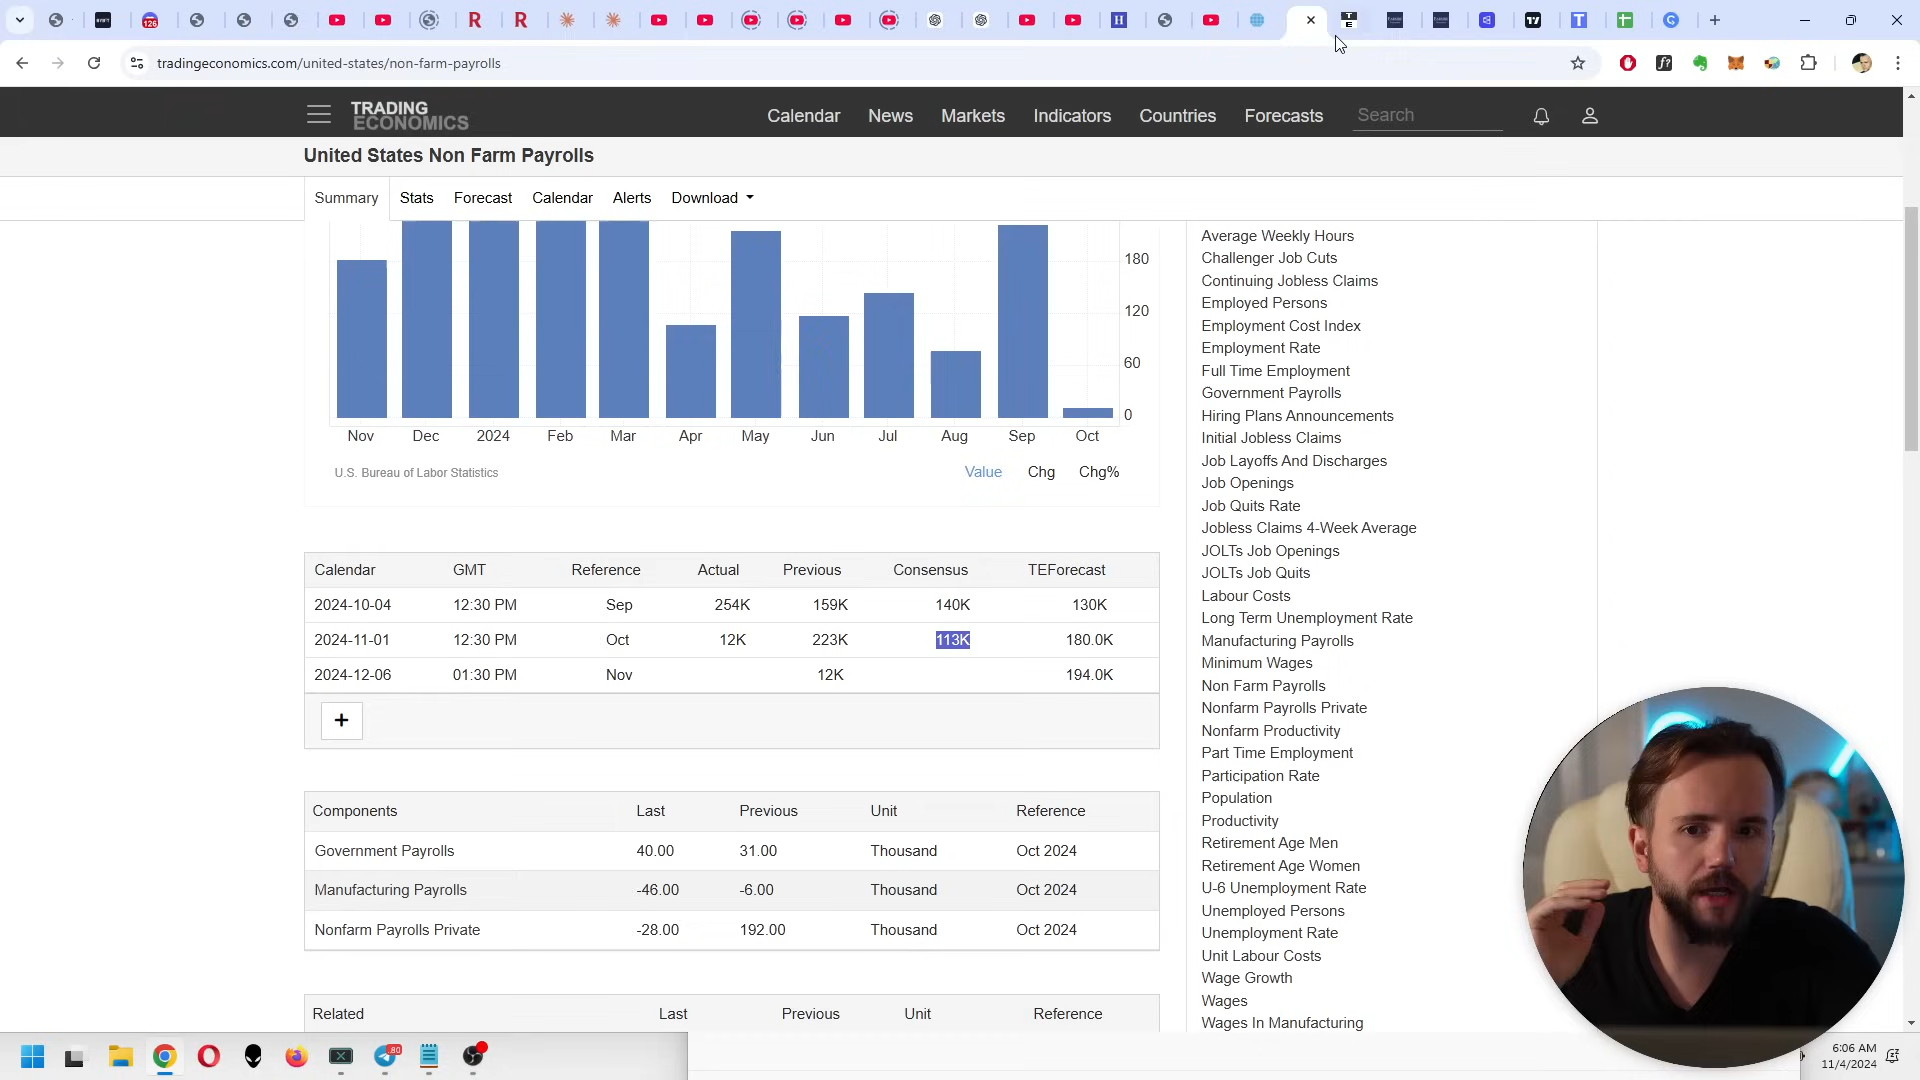 126
tradingeconomics.com/united-states/non-farm-payrolls
TRADING
ECONOMICS
Calendar News Markets Indicators Countries Forecasts Search
United States Non Farm Payrolls
Summary Stats Forecast Calendar Alerts Download
180
120
60
0
Nov Dec 2024 Feb Mar Apr May Jun Jul Aug Sep Oct
U.S. Bureau of Labor Statistics
Value Chg Chg%
Calendar GMT Reference Actual Previous Consensus TEForecast
2024-10-04 12:30 PM Sep 254K 159K 140K 130K
2024-11-01 12:30 PM Oct 12K 223K 113K 180.0K
2024-12-06 01:30 PM Nov 12K 194.0K
+
Components Last Previous Unit Reference
Government Payrolls 40.00 31.00 Thousand Oct 2024
Manufacturing Payrolls -46.00 -6.00 Thousand Oct 2024
Nonfarm Payrolls Private -28.00 192.00 Thousand Oct 2024
Related Last Previous Unit Reference
Average Weekly Hours
Challenger Job Cuts
Continuing Jobless Claims
Employed Persons
Employment Cost Index
Employment Rate
Full Time Employment
Government Payrolls
Hiring Plans Announcements
Initial Jobless Claims
Job Layoffs And Discharges
Job Openings
Job Quits Rate
Jobless Claims 4-Week Average
JOLTs Job Openings
JOLTs Job Quits
Labour Costs
Long Term Unemployment Rate
Manufacturing Payrolls
Minimum Wages
Non Farm Payrolls
Nonfarm Payrolls Private
Nonfarm Productivity
Part Time Employment
Participation Rate
Population
Productivity
Retirement Age Men
Retirement Age Women
U-6 Unemployment Rate
Unemployed Persons
Unemployment Rate
Unit Labour Costs
Wage Growth
Wages
Wages In Manufacturing
80
6:06 AM
11/4/2024